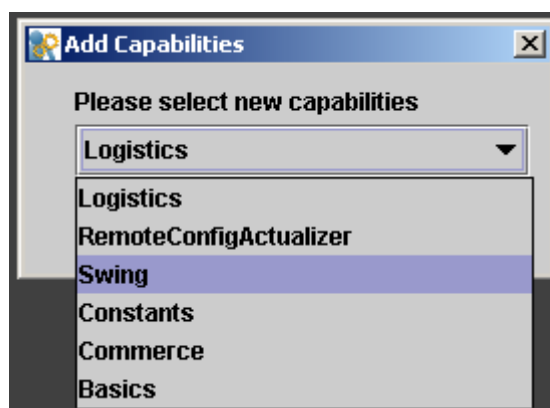 Add Capabilities
Please select new capabilities
Logistics
Logistics
RemoteConfigActualizer
Swing
Constants
Commerce
Basics